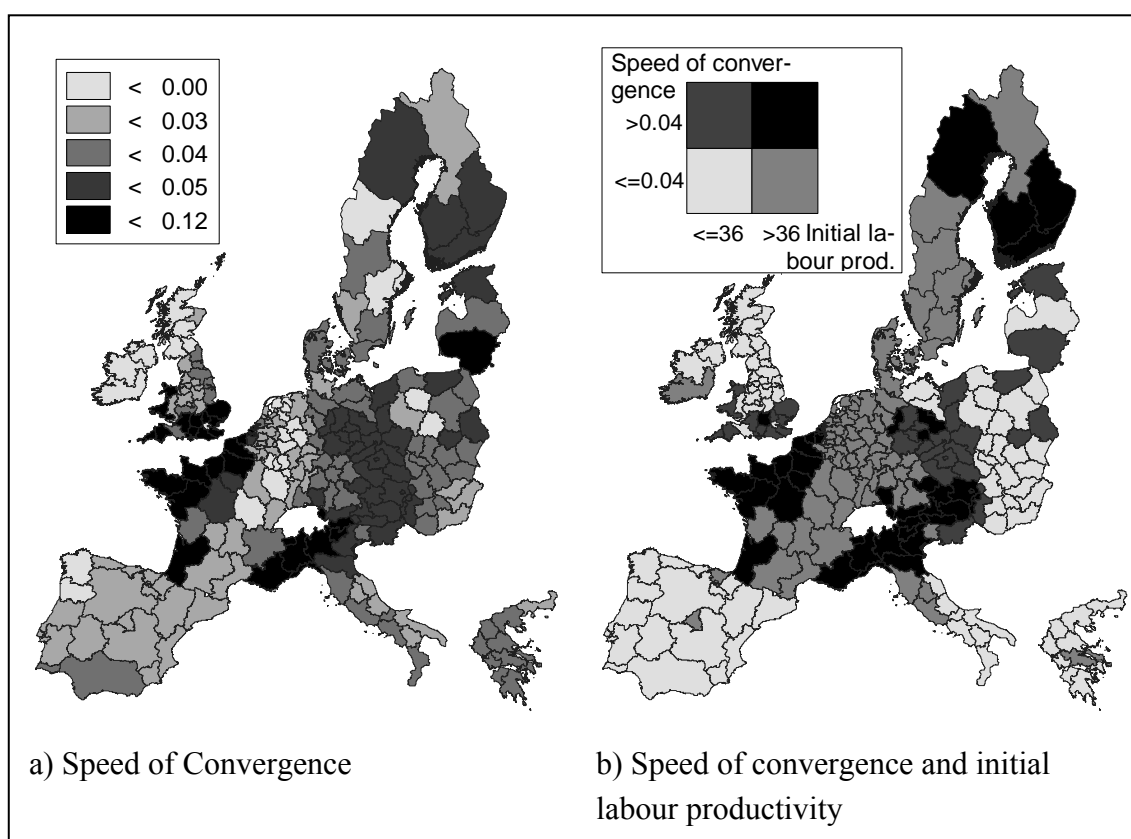 < 0.00
< 0.03
< 0.04
< 0.05
< 0.12
Speed of conver-
gence
>0.04
<=0.04
<=36 >36 Initial la-
bour prod.
a) Speed of Convergence
b) Speed of convergence and initial
labour productivity